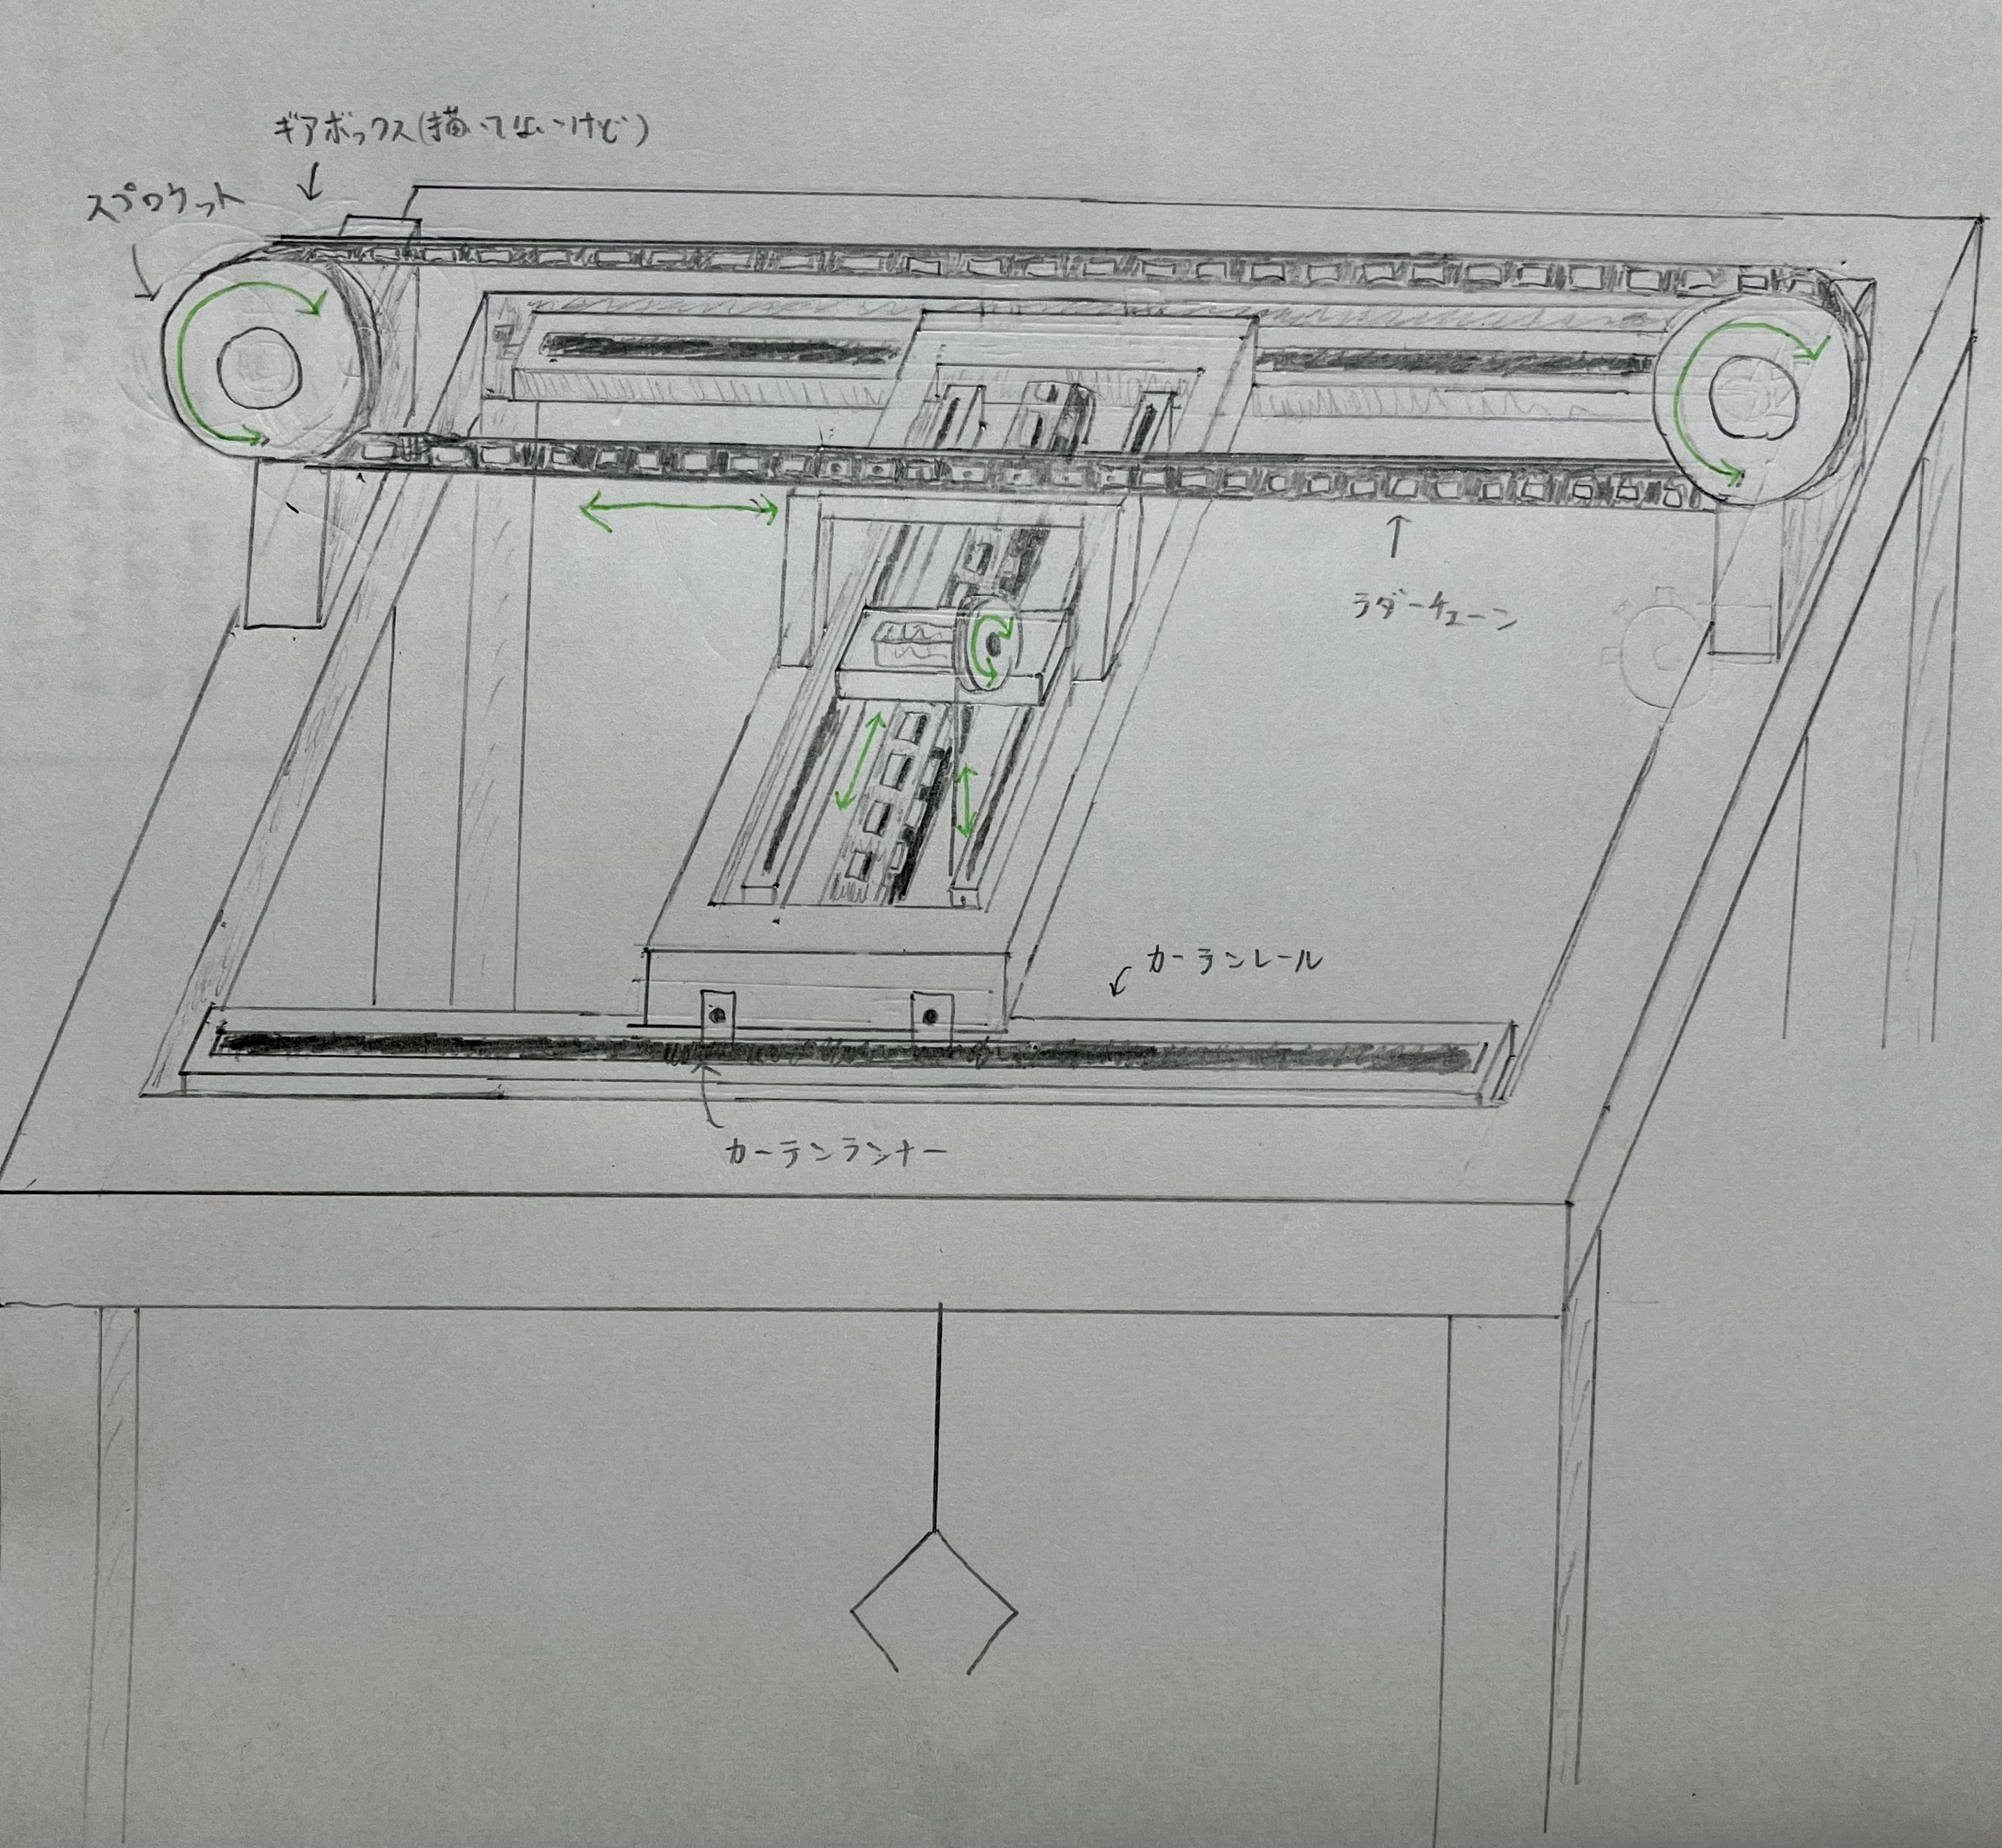 ギアボックス(描いてないけど)
スプロケット
ラダーチェーン
カーテンレール
カーテンランナー